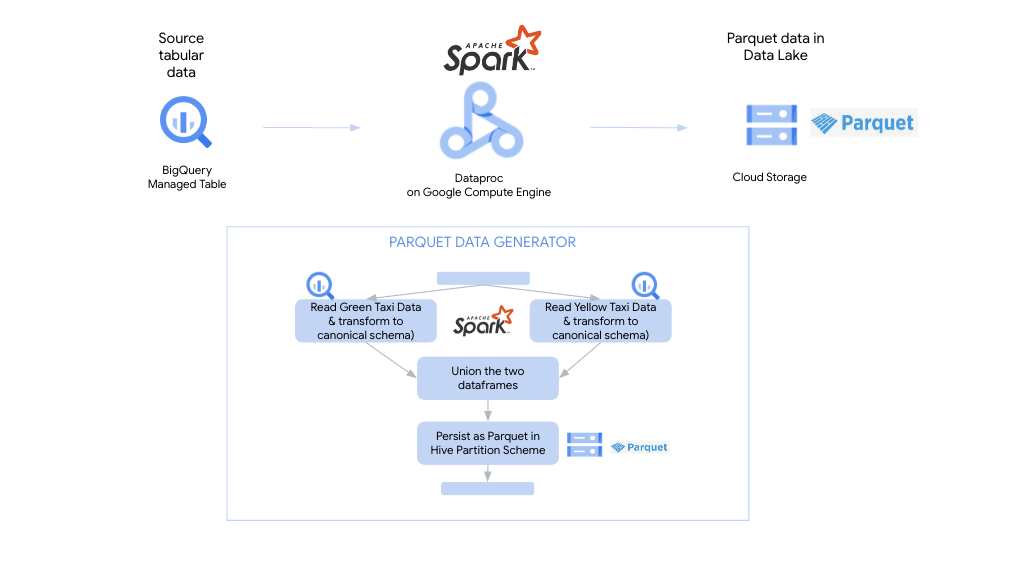 Source
tabular
data
APACHE
Spark
Parquet data in
Data Lake
Parquet
BigQuery
Managed Table
Dataproc
on Google Compute Engine
Cloud Storage
PARQUET DATA GENERATOR
Read Green Taxi Data
& transform to
canonical schema)
APACHE
Spark
Read Yellow Taxi Data
& transform to
canonical schema)
Union the two
dataframes
Persist as Parquet in
Hive Partition Scheme
Parquet